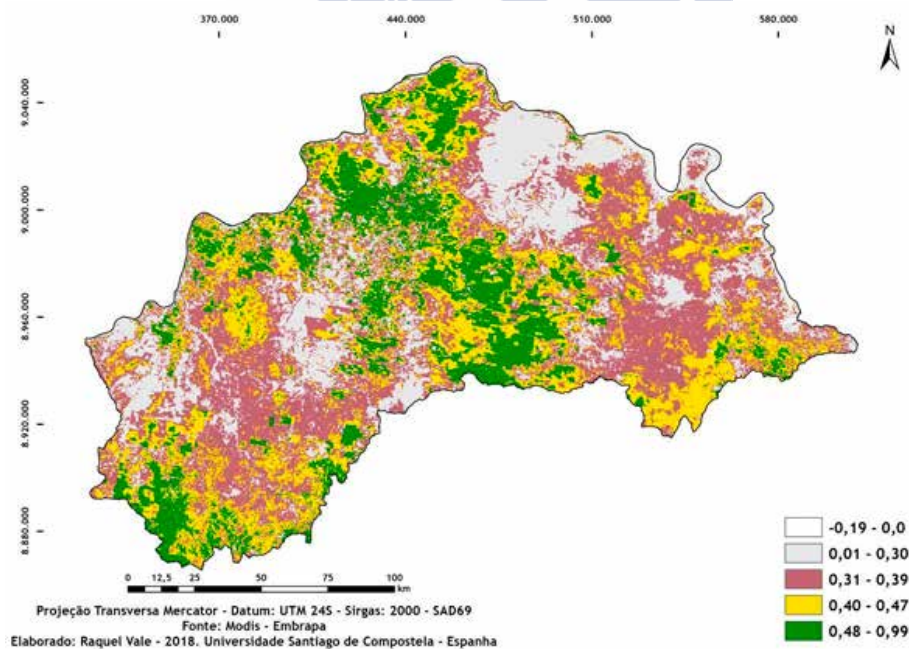 370.000 440.000 510.000 580.000
N
9.040.000
9.000.000
8.960.000
8.920.000
8.880.000
-0,19 - 0,0
0,01 - 0,30
0,31 - 0,39
0,40 - 0,47
0,48 - 0,99
0 12,5 25 50 75 100
km
Projeção Transversa Mercator - Datum: UTM 24S - Sirgas: 2000 - SAD69
Fonte: Modis - Embrapa
Elaborado: Raquel Vale - 2018. Universidade Santiago de Compostela - Espanha